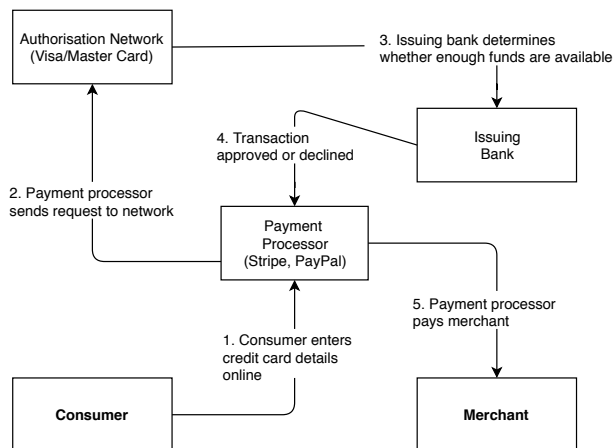 Authorisation Network
(Visa/Master Card)
3. Issuing bank determines
whether enough funds are available
4. Transaction
approved or declined
Issuing
Bank
2. Payment processor
sends request to network
Payment
Processor
(Stripe, PayPal)
5. Payment processor
pays merchant
1. Consumer enters
credit card details
online
Consumer
Merchant